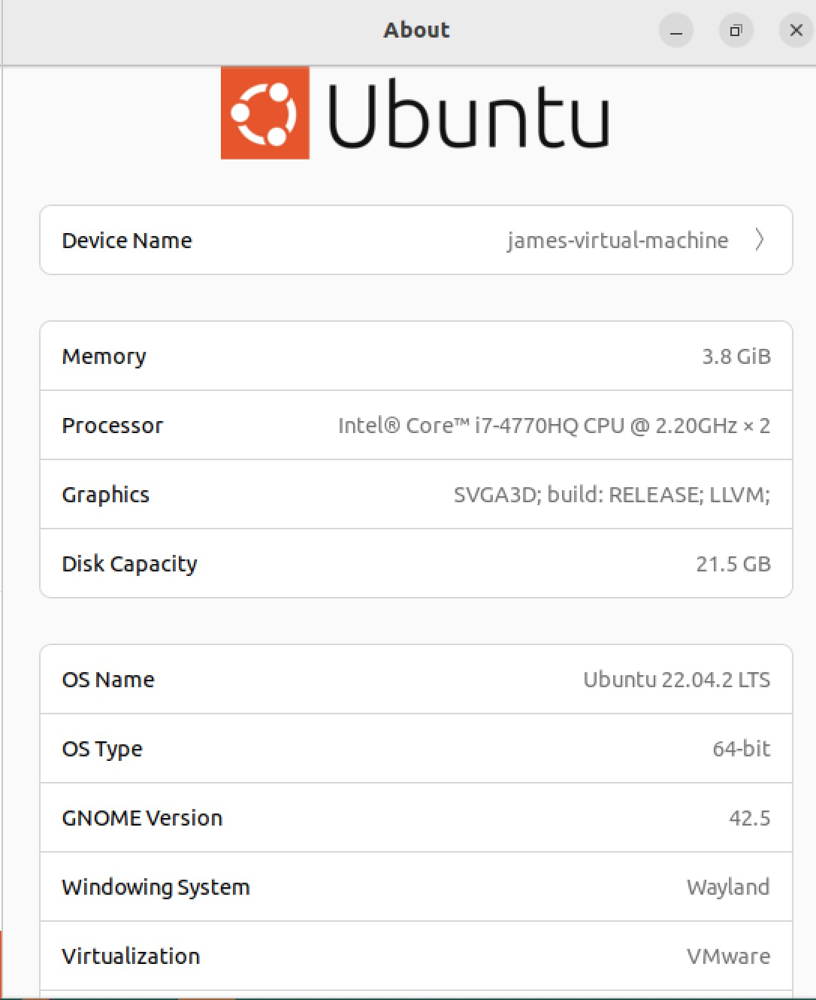 About
Ubuntu
Device Name james-virtual-machine
Memory 3.8 GiB
Processor Intel® Core™ i7-4770HQ CPU @ 2.20GHz × 2
Graphics SVGA3D; build: RELEASE; LLVM;
Disk Capacity 21.5 GB
OS Name Ubuntu 22.04.2 LTS
OS Type 64-bit
GNOME Version 42.5
Windowing System Wayland
Virtualization VMware